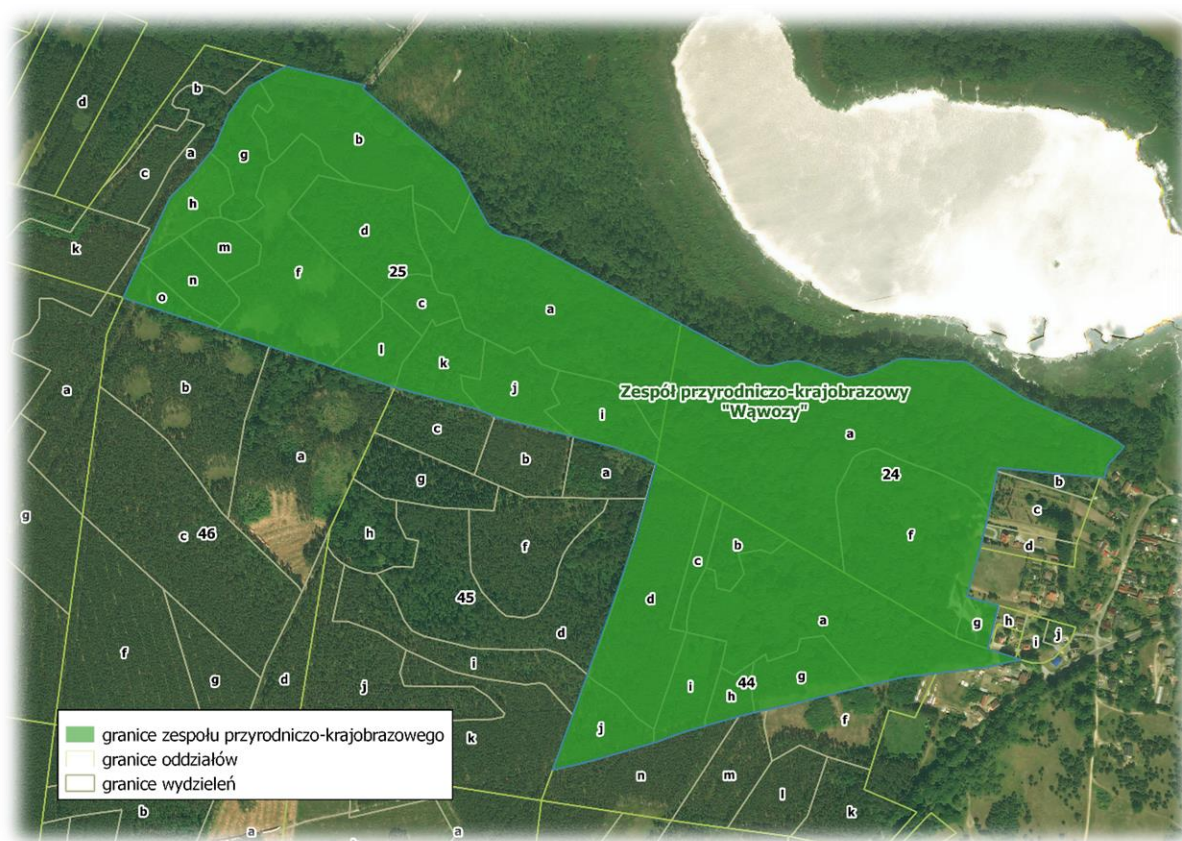 b
d
a
c
b
g
h
k
m
d
25
f
n
o
a
c
l
k
j
i
Zespół przyrodniczo-krajobrazowy
"Wąwozy"
a
24
f
a
b
a
c
b
a
g
b
c
d
g
c
46
h
f
45
b
c
d
a
d
g
h
i
j
f
g
d
i
j
i
44
h
g
j
f
k
n
m
l
k
b
a
a
granice zespołu przyrodniczo-krajobrazowego
granice oddziałów
granice wydzieleń